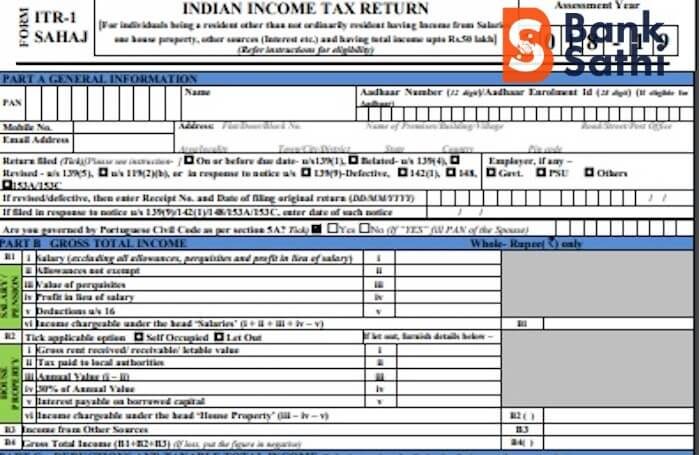 FORM
ITR-1
SAHAJ
INDIAN INCOME TAX RETURN
[For individuals being a resident other than not ordinarily resident having Income from Salaries
one house property, other sources (Interest etc.) and having total income upto Rs.50 lakh]
(Refer instructions for eligibility)
Assessment Year
0 1 8 - 1 9
Bank
Sathi
PART A GENERAL INFORMATION
PAN
Name
Aadhaar Number (12 digit)/Aadhaar Enrolment Id (28 digit) (If eligible for
Aadhaar)
Mobile No.
Email Address
Address: Flat/Door/Block No. Name of Premises/Building/Village Road/Street/Post Office
Area/locality Town/City/District State Country Pin code
Return filed (Tick)[Please see instruction- ] On or before due date- u/s139(1), Belated- u/s 139(4),
Revised - u/s 139(5), u/s 119(2)(b), or in response to notice u/s 139(9)-Defective, 142(1), 148,
153A/153C
Employer, if any –
Govt. PSU Others
If revised/defective, then enter Receipt No. and Date of filing original return (DD/MM/YYYY) / /
If filed in response to notice u/s 139(9)/142(1)/148/153A/153C, enter date of such notice / /
Are you governed by Portuguese Civil Code as per section 5A? Tick) Yes No (If "YES" fill PAN of the Spouse)
PART B GROSS TOTAL INCOME Whole- Rupee(₹) only
SALARY / PENSION
B1 i Salary (excluding all allowances, perquisites and profit in lieu of salary) i
ii Allowances not exempt ii
iii Value of perquisites iii
iv Profit in lieu of salary iv
v Deductions u/s 16 v
vi Income chargeable under the head 'Salaries' (i + ii + iii + iv – v) B1
HOUSE PROPERTY
B2 Tick applicable option Self Occupied Let Out If let out, furnish details below –
i Gross rent received/ receivable/ letable value i
ii Tax paid to local authorities ii
iii Annual Value (i – ii) iii
iv 30% of Annual Value iv
v Interest payable on borrowed capital v
vi Income chargeable under the head 'House Property' (iii – iv – v) B2 ( )
B3 Income from Other Sources B3
B4 Gross Total Income (B1+B2+B3) (If loss, put the figure in negative) B4( )